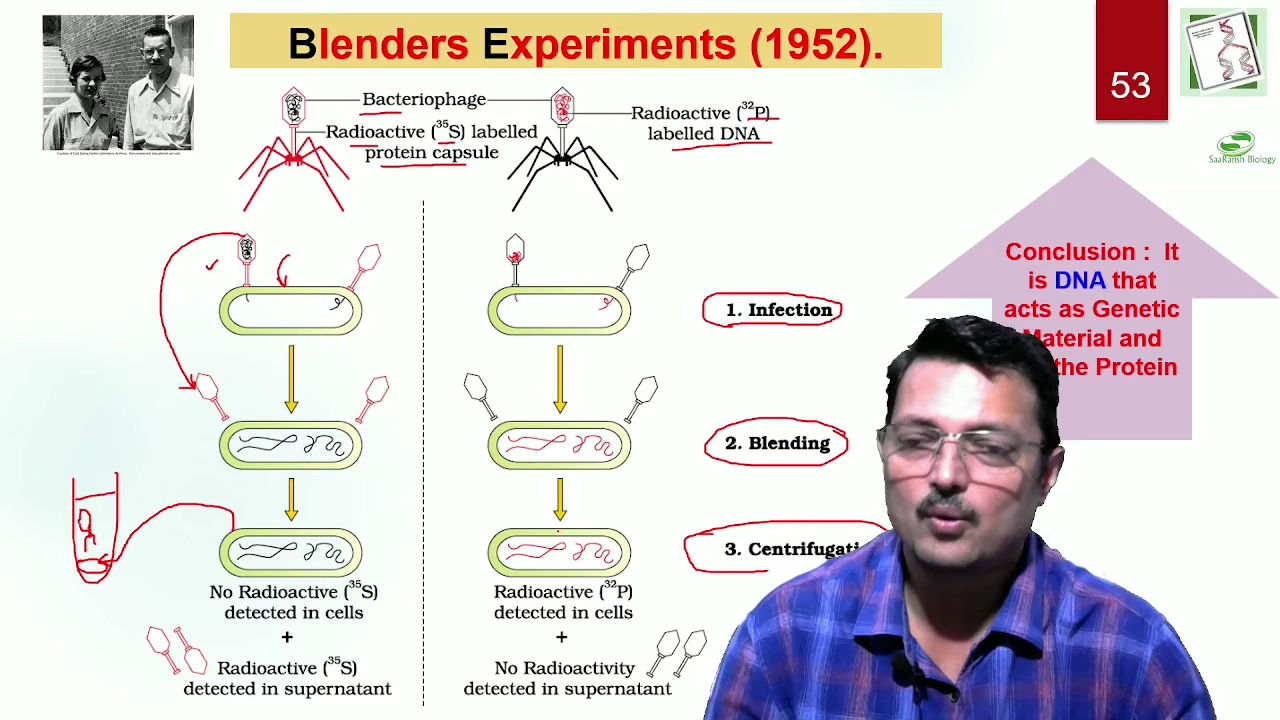 Blenders Experiments (1952).
53
SaaRansh Biology
Bacteriophage
Radioactive (³⁵S) labelled
protein capsule
Radioactive (³²P)
labelled DNA
Conclusion : It
is DNA that
acts as Genetic
Material and
the Protein
1. Infection
2. Blending
3. Centrifugati
No Radioactive (³⁵S)
detected in cells
+
Radioactive (³⁵S)
detected in supernatant
Radioactive (³²P)
detected in cells
+
No Radioactivity
detected in supernatant